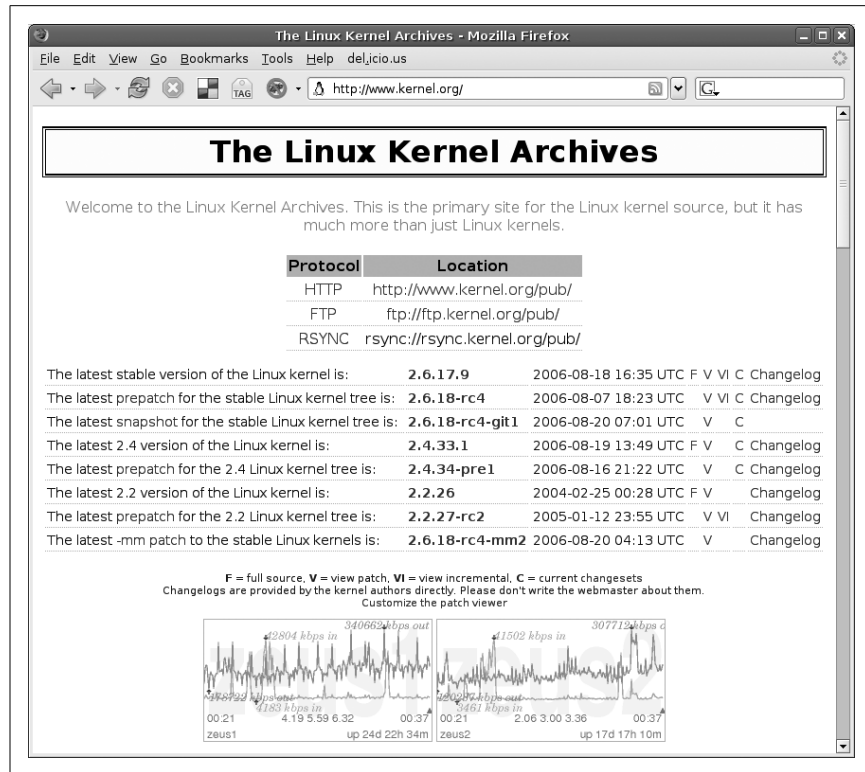 The Linux Kernel Archives - Mozilla Firefox
File Edit View Go Bookmarks Tools Help del.icio.us
TAG http://www.kernel.org/ G
The Linux Kernel Archives
Welcome to the Linux Kernel Archives. This is the primary site for the Linux kernel source, but it has
much more than just Linux kernels.
Protocol Location
HTTP http://www.kernel.org/pub/
FTP ftp://ftp.kernel.org/pub/
RSYNC rsync://rsync.kernel.org/pub/
The latest stable version of the Linux kernel is: 2.6.17.9 2006-08-18 16:35 UTC F V VI C Changelog
The latest prepatch for the stable Linux kernel tree is: 2.6.18-rc4 2006-08-07 18:23 UTC V VI C Changelog
The latest snapshot for the stable Linux kernel tree is: 2.6.18-rc4-git1 2006-08-20 07:01 UTC V C
The latest 2.4 version of the Linux kernel is: 2.4.33.1 2006-08-19 13:49 UTC F V C Changelog
The latest prepatch for the 2.4 Linux kernel tree is: 2.4.34-pre1 2006-08-16 21:22 UTC V C Changelog
The latest 2.2 version of the Linux kernel is: 2.2.26 2004-02-25 00:28 UTC F V Changelog
The latest prepatch for the 2.2 Linux kernel tree is: 2.2.27-rc2 2005-01-12 23:55 UTC V VI Changelog
The latest -mm patch to the stable Linux kernels is: 2.6.18-rc4-mm2 2006-08-20 04:13 UTC V Changelog
F = full source, V = view patch, VI = view incremental, C = current changesets
Changelogs are provided by the kernel authors directly. Please don't write the webmaster about them.
Customize the patch viewer
340662 kbps out 307712 kbps o
42804 kbps in 41502 kbps in
zeus1 zeus2
kbps out kbps out
4183 kbps in 3461 kbps in
00:21 4.19 5.59 6.32 00:37 00:21 2.06 3.00 3.36 00:37
zeus1 up 24d 22h 34m zeus2 up 17d 17h 10m